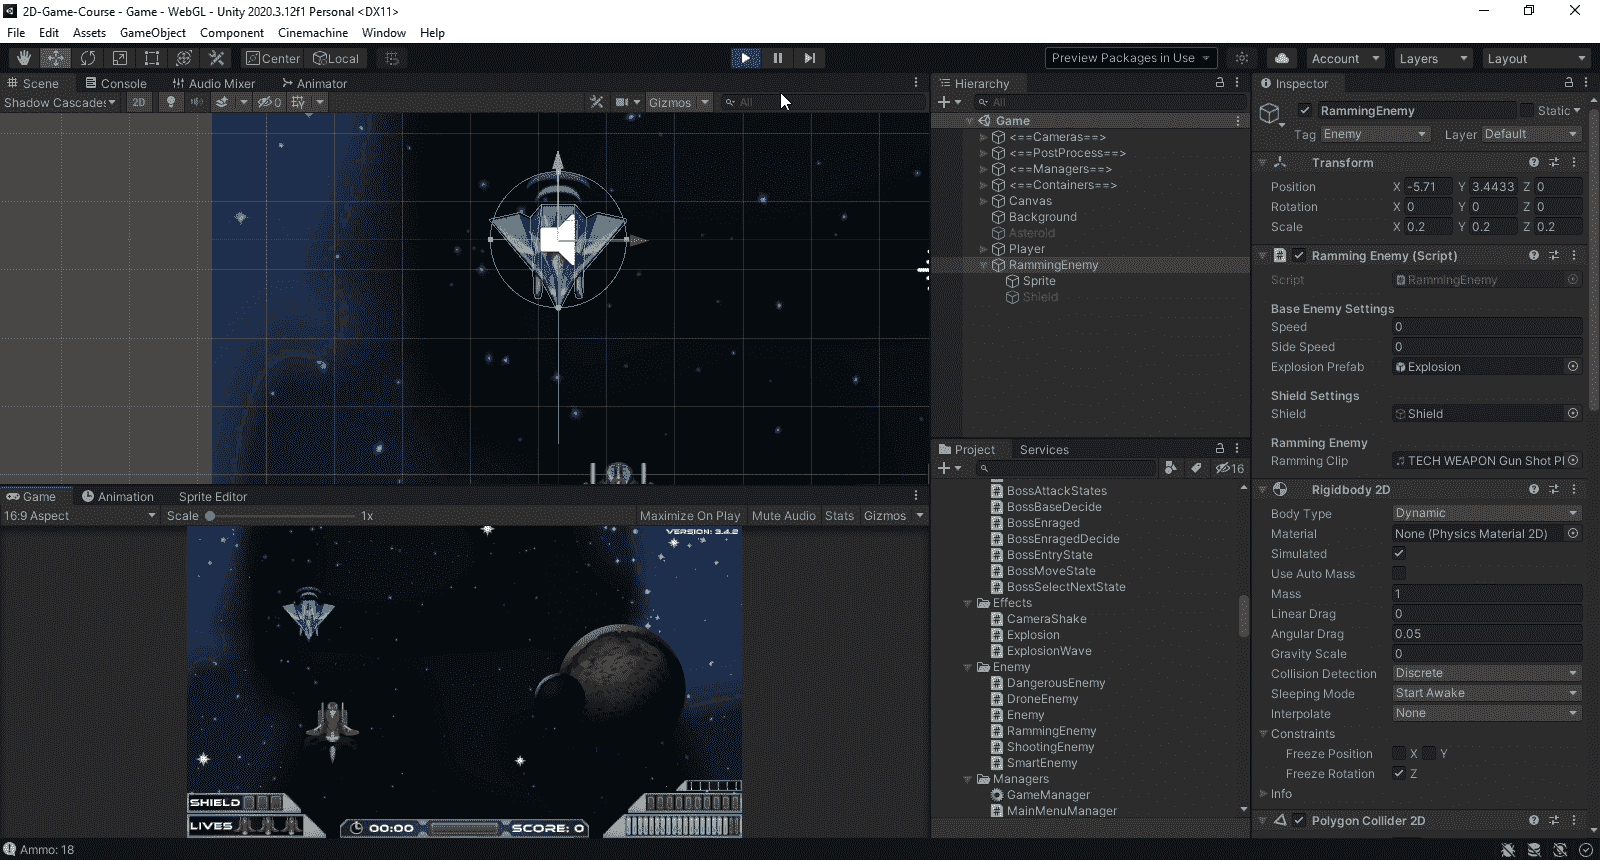 2D-Game-Course - Game - WebGL - Unity 2020.3.12f1 Personal <DX11>
File Edit Assets GameObject Component Cinemachine Window Help
Center Local Preview Packages in Use Account Layers Layout
Scene Console Audio Mixer Animator
Shadow Cascades 2D 0 Gizmos All
Hierarchy
All
Game
<==Cameras==>
<==PostProcess==>
<==Managers==>
<==Containers==>
Canvas
Background
Asteroid
Player
RammingEnemy
Sprite
Shield
Game Animation Sprite Editor
16:9 Aspect Scale 1x Maximize On Play Mute Audio Stats Gizmos
VERSION: 3.4.2
SHIELD
LIVES 00:00 SCORE: 0
Project Services
16
BossAttackStates
BossBaseDecide
BossEnraged
BossEnragedDecide
BossEntryState
BossMoveState
BossSelectNextState
Effects
CameraShake
Explosion
ExplosionWave
Enemy
DangerousEnemy
DroneEnemy
Enemy
RammingEnemy
ShootingEnemy
SmartEnemy
Managers
GameManager
MainMenuManager
Inspector
RammingEnemy Static
Tag Enemy Layer Default
Transform
Position X -5.71 Y 3.4433 Z 0
Rotation X 0 Y 0 Z 0
Scale X 0.2 Y 0.2 Z 0.2
Ramming Enemy (Script)
Script RammingEnemy
Base Enemy Settings
Speed 0
Side Speed 0
Explosion Prefab Explosion
Shield Settings
Shield Shield
Ramming Enemy
Ramming Clip TECH WEAPON Gun Shot Pl
Rigidbody 2D
Body Type Dynamic
Material None (Physics Material 2D)
Simulated
Use Auto Mass
Mass 1
Linear Drag 0
Angular Drag 0.05
Gravity Scale 0
Collision Detection Discrete
Sleeping Mode Start Awake
Interpolate None
Constraints
Freeze Position X Y
Freeze Rotation Z
Info
Polygon Collider 2D
Ammo: 18